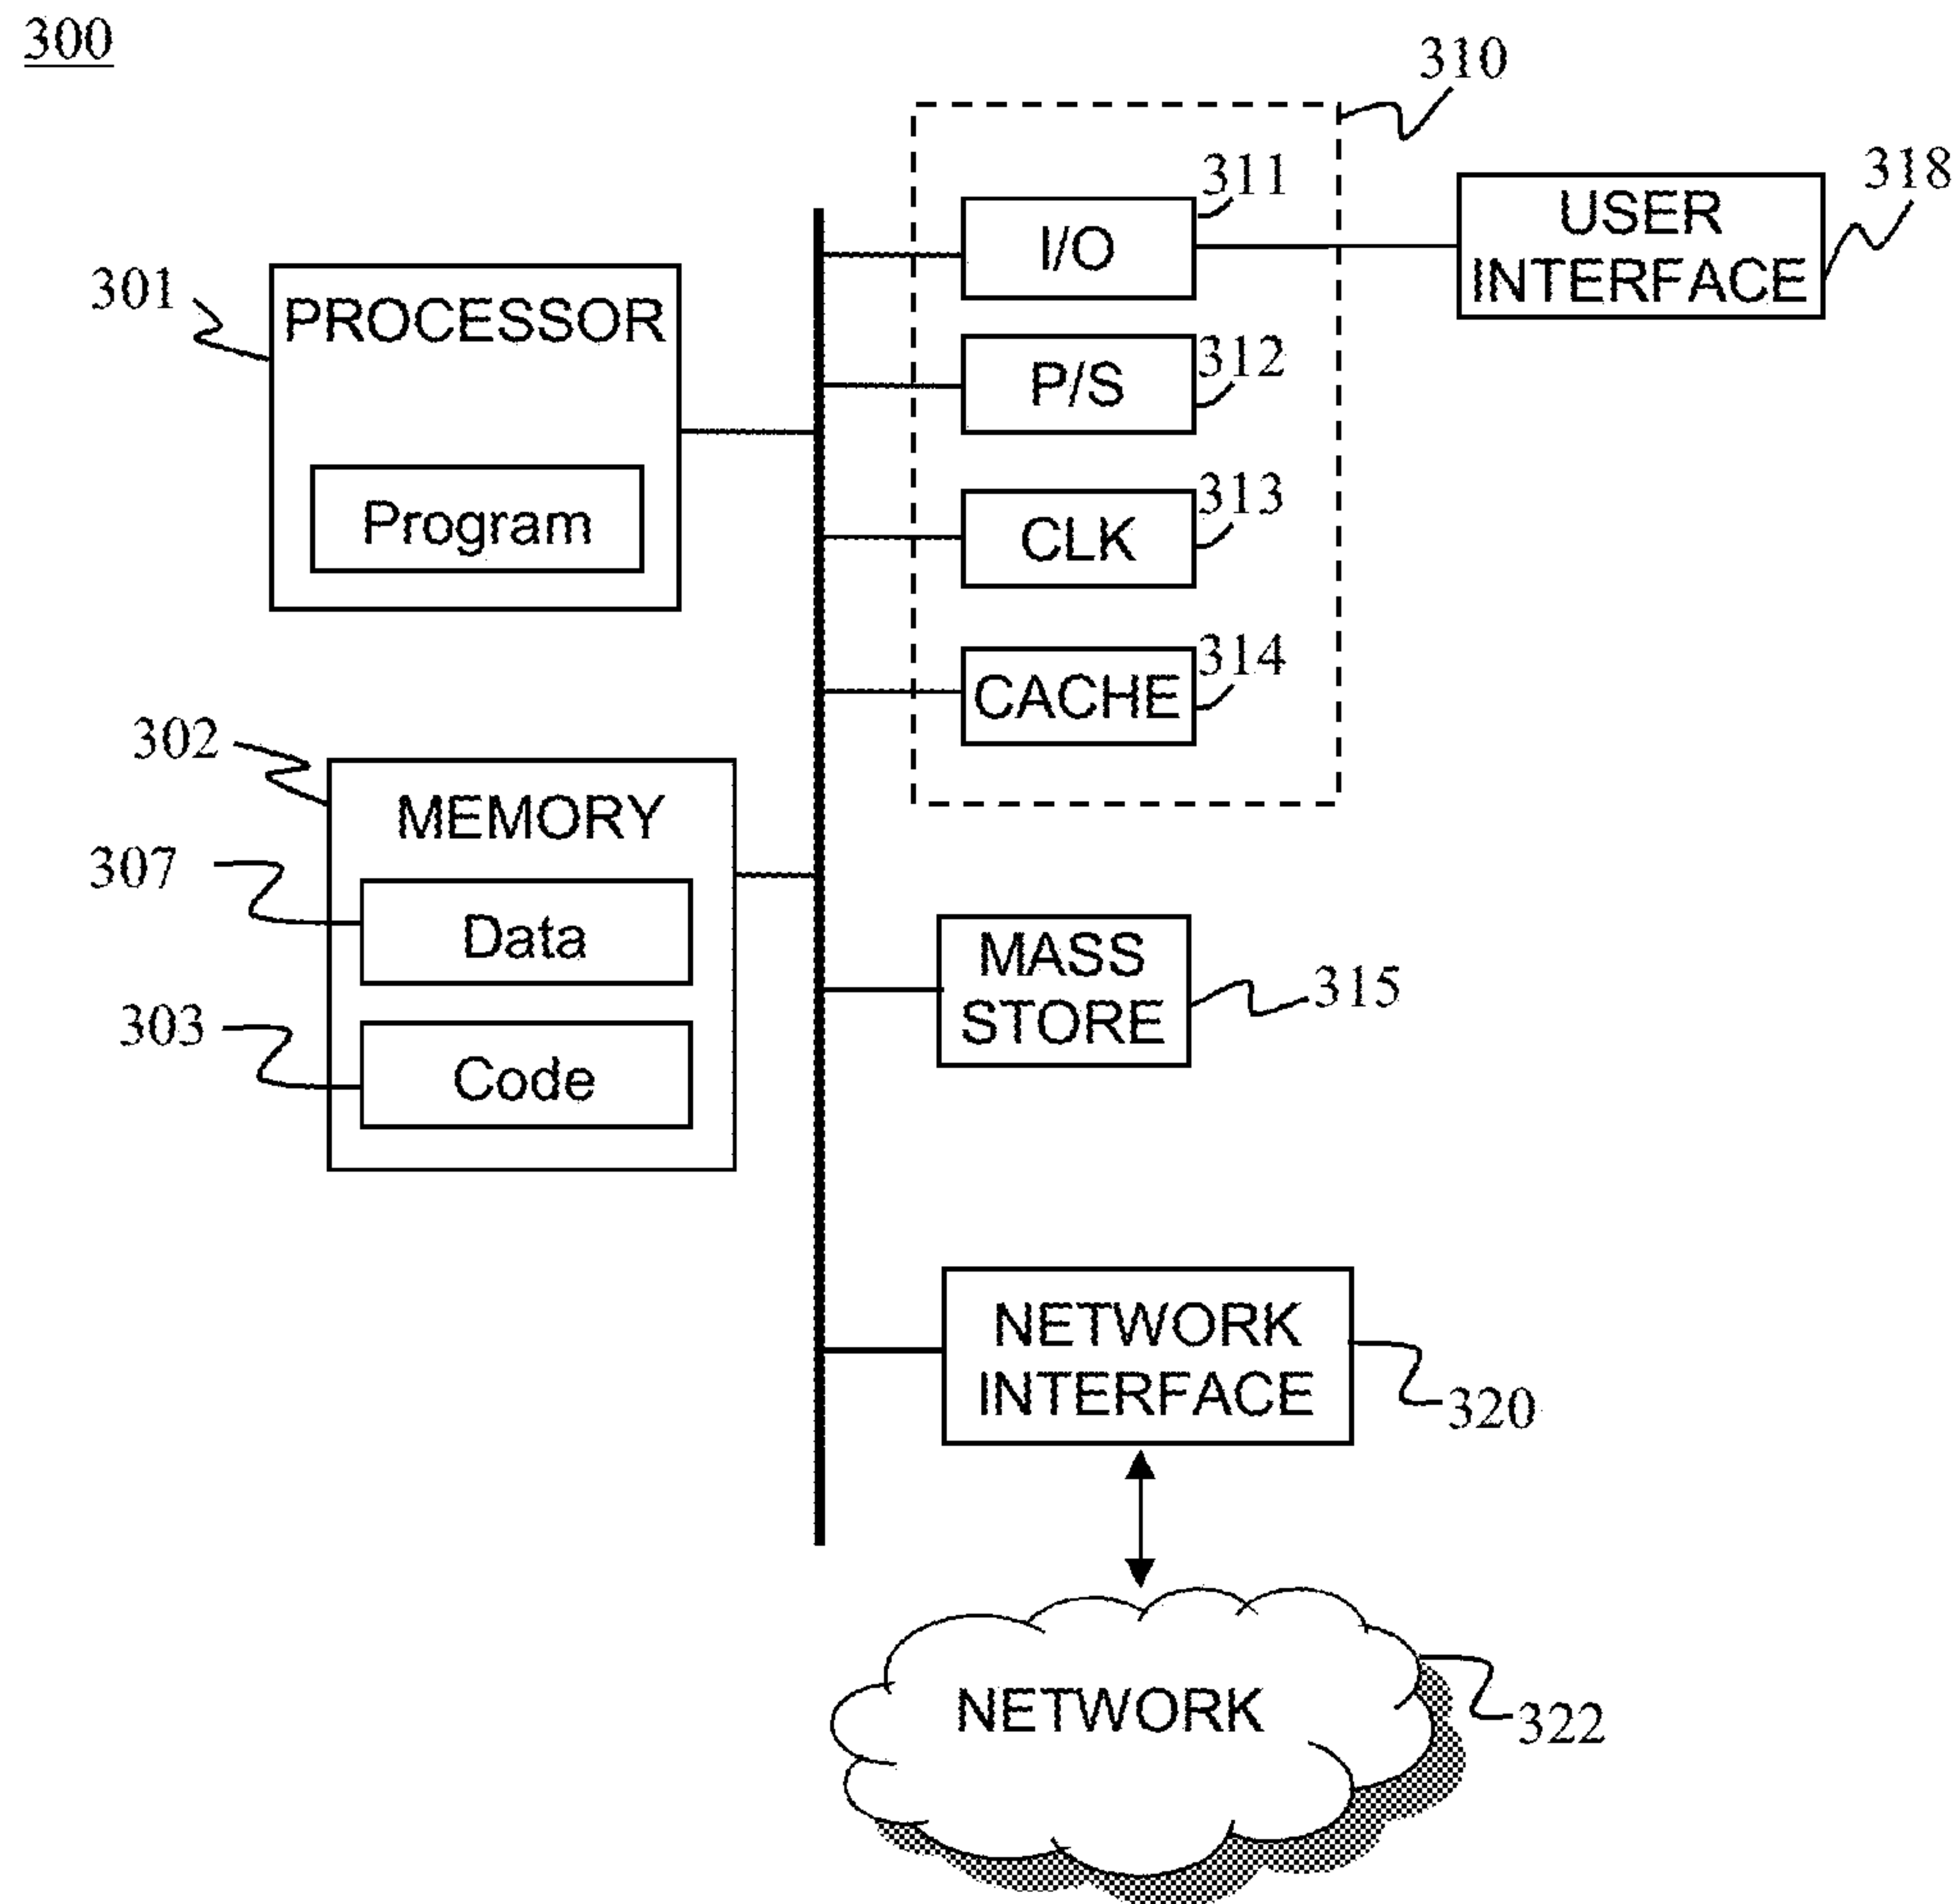 300
310
311
I/O
318
USER
INTERFACE
301
PROCESSOR
Program
312
P/S
313
CLK
314
CACHE
302
MEMORY
307
Data
303
Code
MASS
STORE
315
NETWORK
INTERFACE
320
NETWORK
322